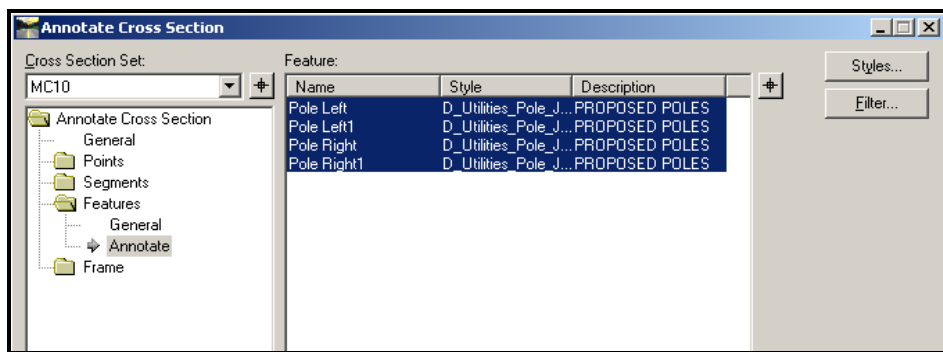 Annotate Cross Section
Cross Section Set:
MC10
Annotate Cross Section
General
Points
Segments
Features
General
Annotate
Frame
Feature:
Name Style Description
Pole Left D_Utilities_Pole_J... PROPOSED POLES
Pole Left1 D_Utilities_Pole_J... PROPOSED POLES
Pole Right D_Utilities_Pole_J... PROPOSED POLES
Pole Right1 D_Utilities_Pole_J... PROPOSED POLES
Styles...
Filter...